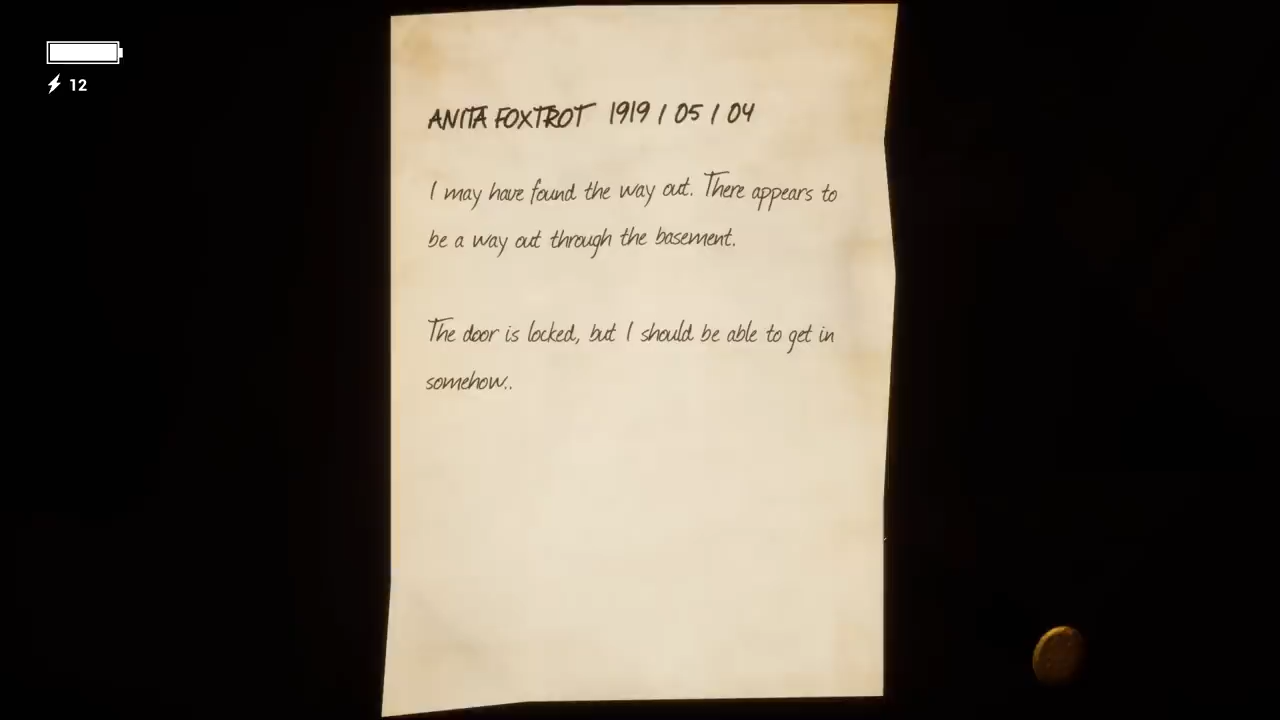 12
ANITA FOXTROT 1919 / 05 / 04
I may have found the way out. There appears to
be a way out through the basement.
The door is locked, but I should be able to get in
somehow..